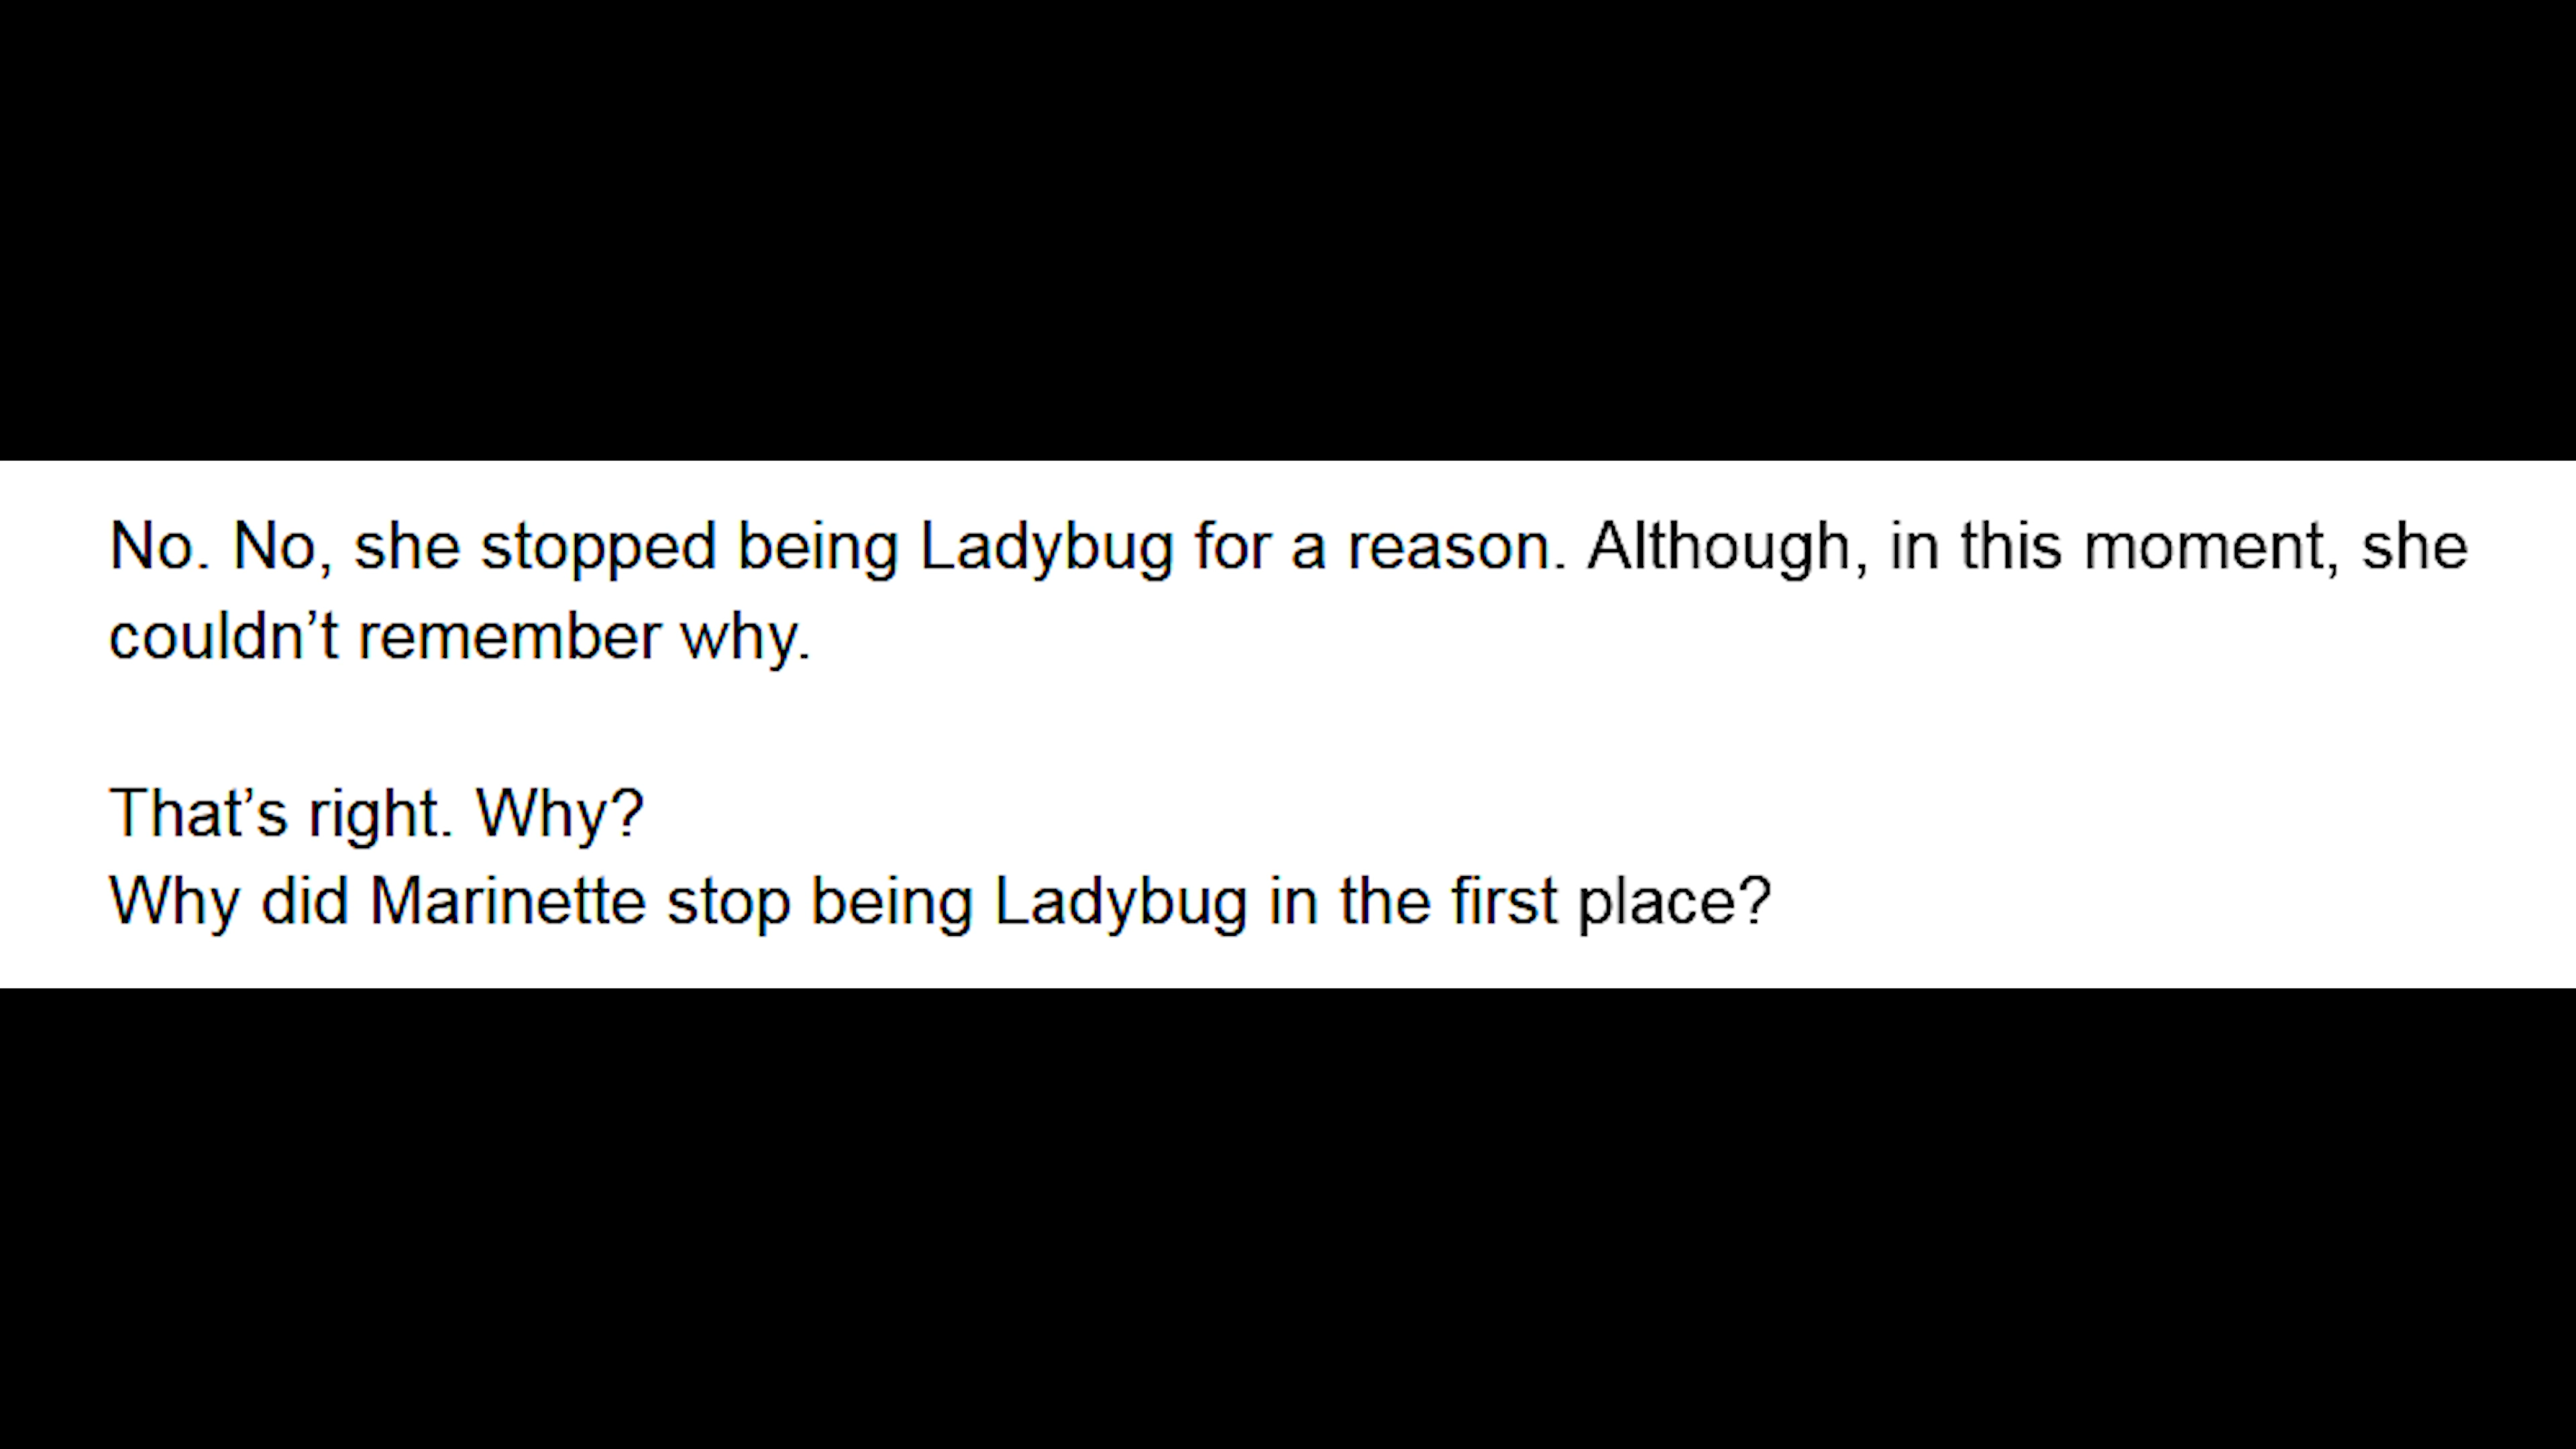 No. No, she stopped being Ladybug for a reason. Although, in this moment, she
couldn’t remember why.
That’s right. Why?
Why did Marinette stop being Ladybug in the first place?